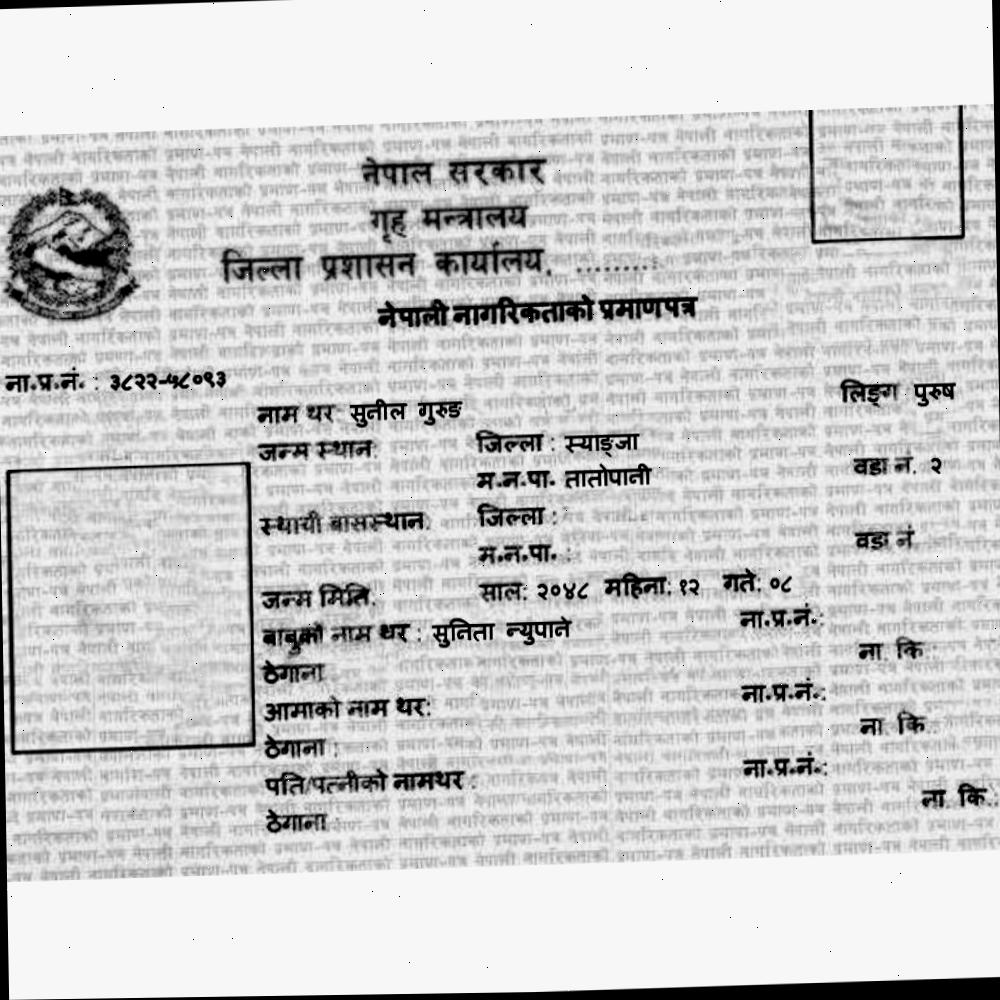 नेपाल सरकार
गृह मन्त्रालय
जिल्ला प्रशासन कार्यालय, .........
नेपाली नागरिकताको प्रमाणपत्र
ना.प्र.नं. : ३८२२-५८०९३
लिङ्ग पुरुष
नाम थर: सुनील गुरुङ
जन्म स्थान: जिल्ला : स्याङ्जा
म.न.पा. तातोपानी वडा नं. २
स्थायी बासस्थान: जिल्ला :
म.न.पा. : वडा नं.
जन्म मिति: साल: २०४८ महिना: १२ गते: ०८
बाबुको नाम थर : सुनिता न्युपाने ना.प्र.नं.:
ठेगाना ना. कि.:
आमाको नाम थर: ना.प्र.नं.:
ठेगाना : ना. कि.:
पति/पत्नीको नामथर : ना.प्र.नं.:
ठेगाना : ना. कि.: